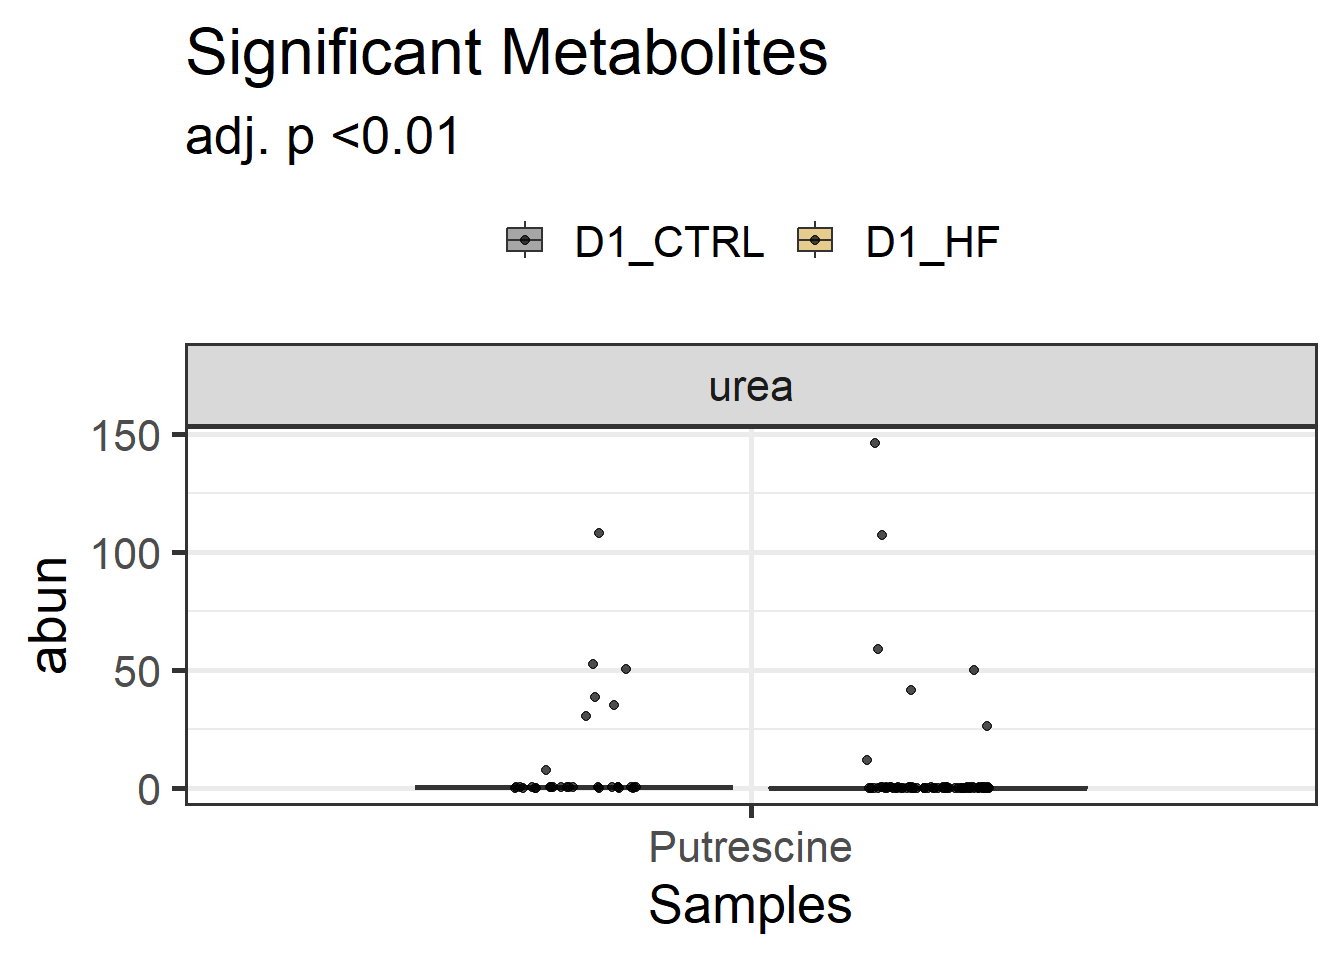 Significant Metabolites
adj. p <0.01
D1_CTRL D1_HF
urea
150
100
50
0
abun
Putrescine
Samples